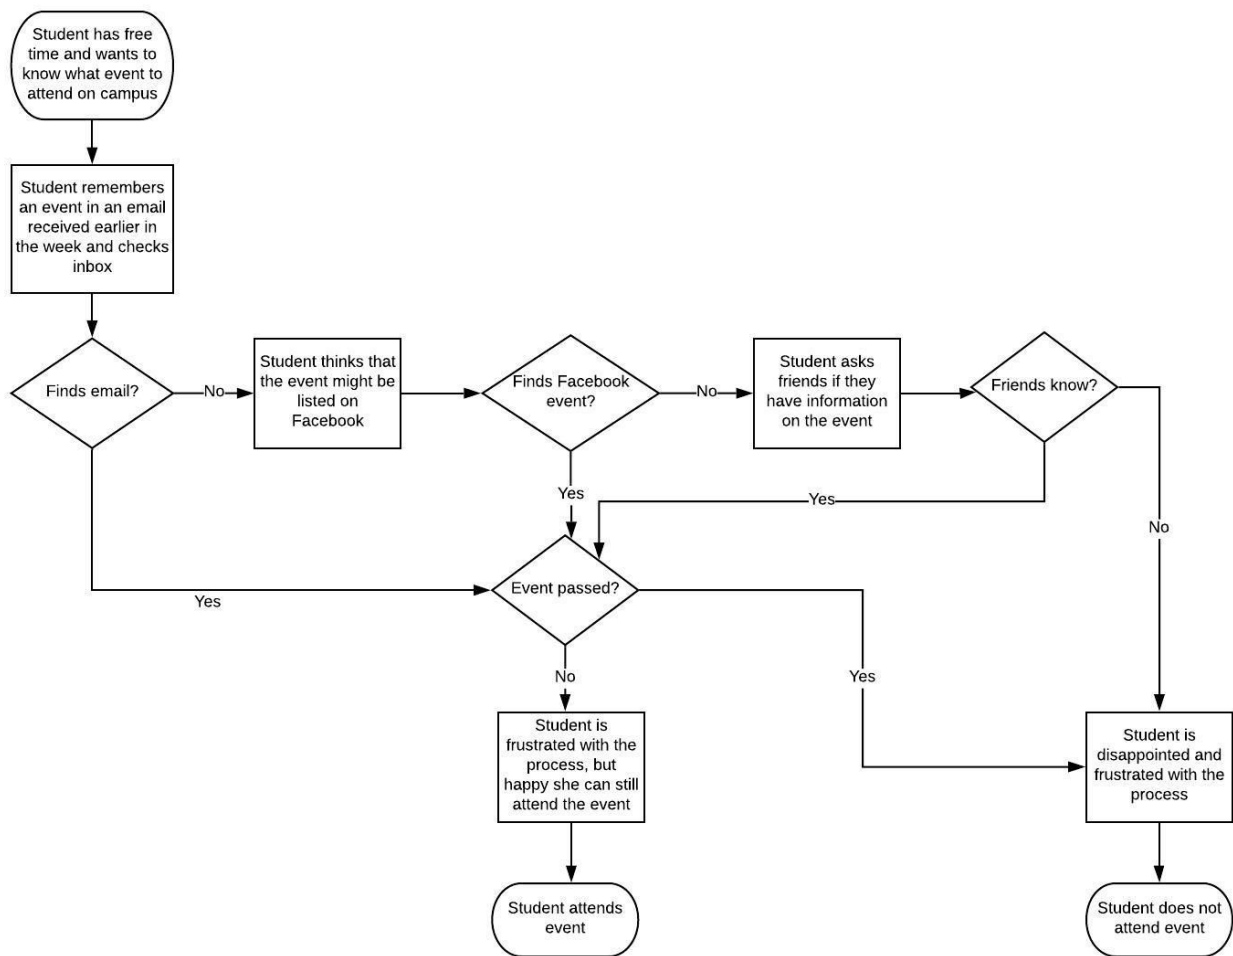 Student has free
time and wants to
know what event to
attend on campus
Student remembers
an event in an email
received earlier in
the week and checks
inbox
Finds email?
No
Student thinks that
the event might be
listed on
Facebook
Finds Facebook
event?
No
Student asks
friends if they
have information
on the event
Friends know?
Yes
Yes
No
Event passed?
Yes
No
Yes
Student is
frustrated with the
process, but
happy she can still
attend the event
Student is
disappointed and
frustrated with the
process
Student attends
event
Student does not
attend event